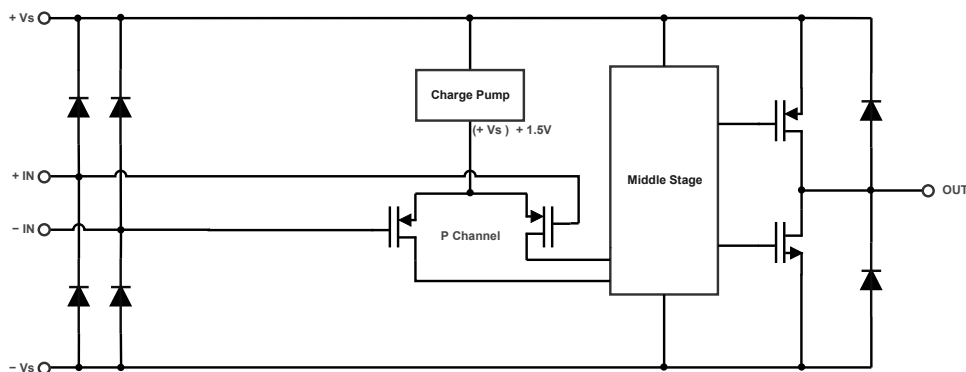 + Vs
Charge Pump
(+ Vs ) + 1.5V
+ IN
Middle Stage
OUT
− IN
P Channel
− Vs